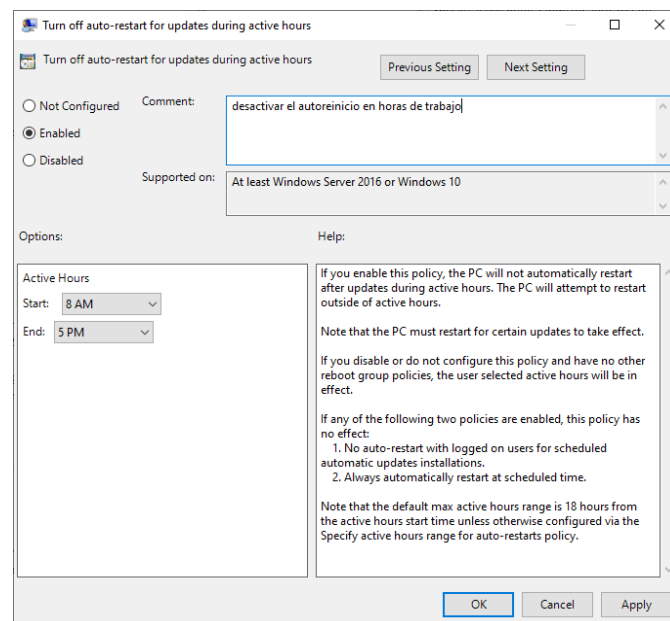 Turn off auto-restart for updates during active hours
Turn off auto-restart for updates during active hours
Previous Setting
Next Setting
Not Configured
Enabled
Disabled
Comment:
desactivar el autoreinicio en horas de trabajo
Supported on:
At least Windows Server 2016 or Windows 10
Options:
Help:
Active Hours
Start: 8 AM
End: 5 PM
If you enable this policy, the PC will not automatically restart
after updates during active hours. The PC will attempt to restart
outside of active hours.
Note that the PC must restart for certain updates to take effect.
If you disable or do not configure this policy and have no other
reboot group policies, the user selected active hours will be in
effect.
If any of the following two policies are enabled, this policy has
no effect:
1. No auto-restart with logged on users for scheduled
automatic updates installations.
2. Always automatically restart at scheduled time.
Note that the default max active hours range is 18 hours from
the active hours start time unless otherwise configured via the
Specify active hours range for auto-restarts policy.
OK
Cancel
Apply